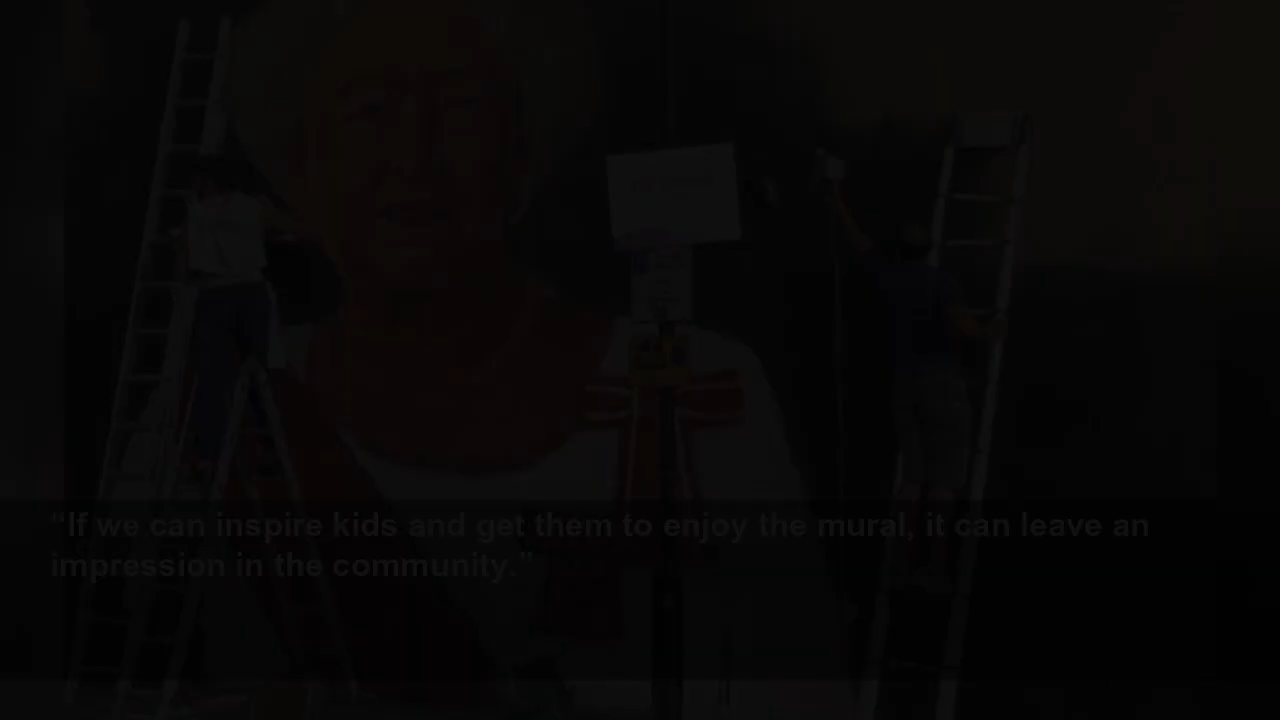 “If we can inspire kids and get them to enjoy the mural, it can leave an
impression in the community.”